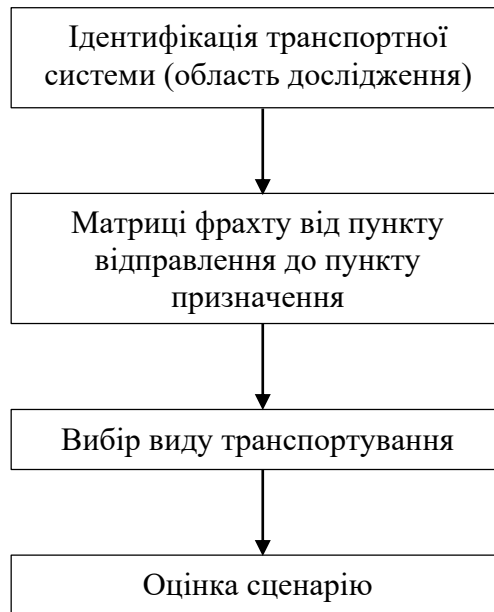 Ідентифікація транспортної
системи (область дослідження)
Матриці фрахту від пункту
відправлення до пункту
призначення
Вибір виду транспортування
Оцінка сценарію